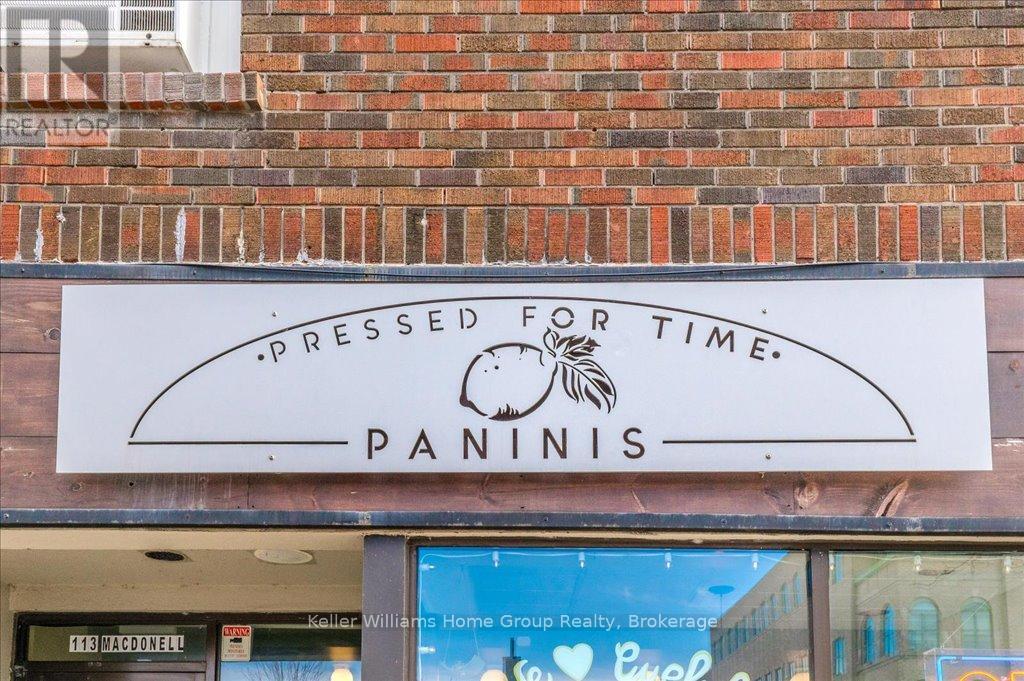 REALTOR
• PRESSED FOR TIME •
PANINIS
113 MACDONELL
WARNING
Keller Williams Home Group Realty, Brokerage